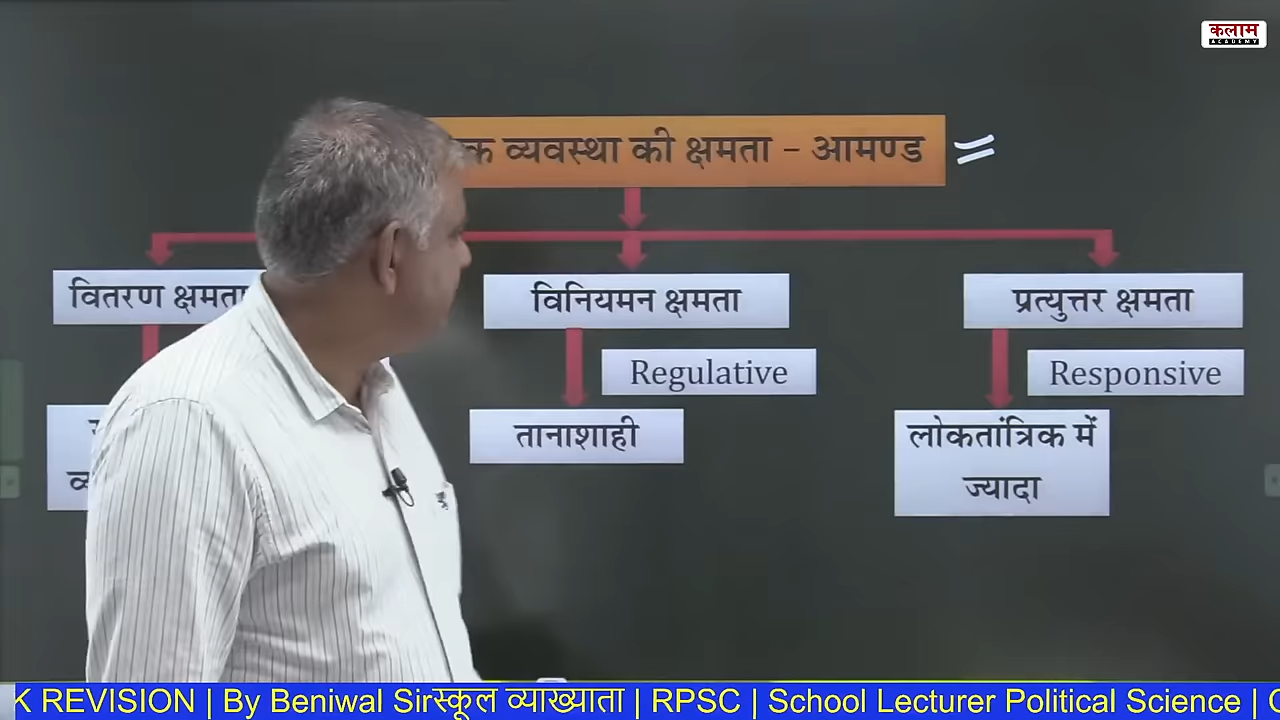 कलाम
ACADEMY
क व्यवस्था की क्षमता - आमण्ड =
वितरण क्षमता
विनियमन क्षमता
प्रत्युत्तर क्षमता
Regulative
Responsive
तानाशाही
लोकतांत्रिक में
ज्यादा
K REVISION | By Beniwal Sirस्कूल व्याख्याता | RPSC | School Lecturer Political Science |